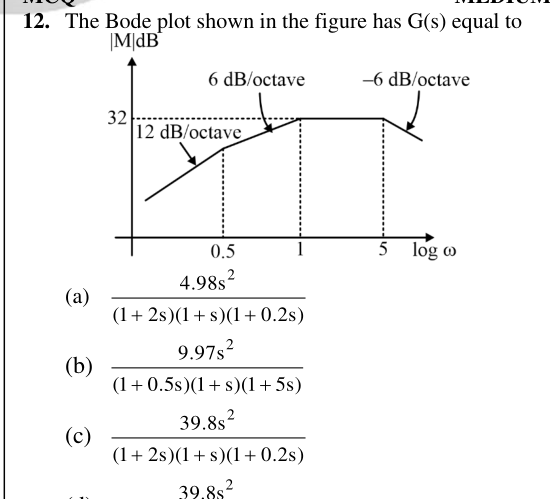 12. The Bode plot shown in the figure has G(s) equal to
|M|dB
6 dB/octave –6 dB/octave
32
12 dB/octave
0.5 1 5 log ω
(a) 4.98s² / (1 + 2s)(1 + s)(1 + 0.2s)
(b) 9.97s² / (1 + 0.5s)(1 + s)(1 + 5s)
(c) 39.8s² / (1 + 2s)(1 + s)(1 + 0.2s)
39.8s²